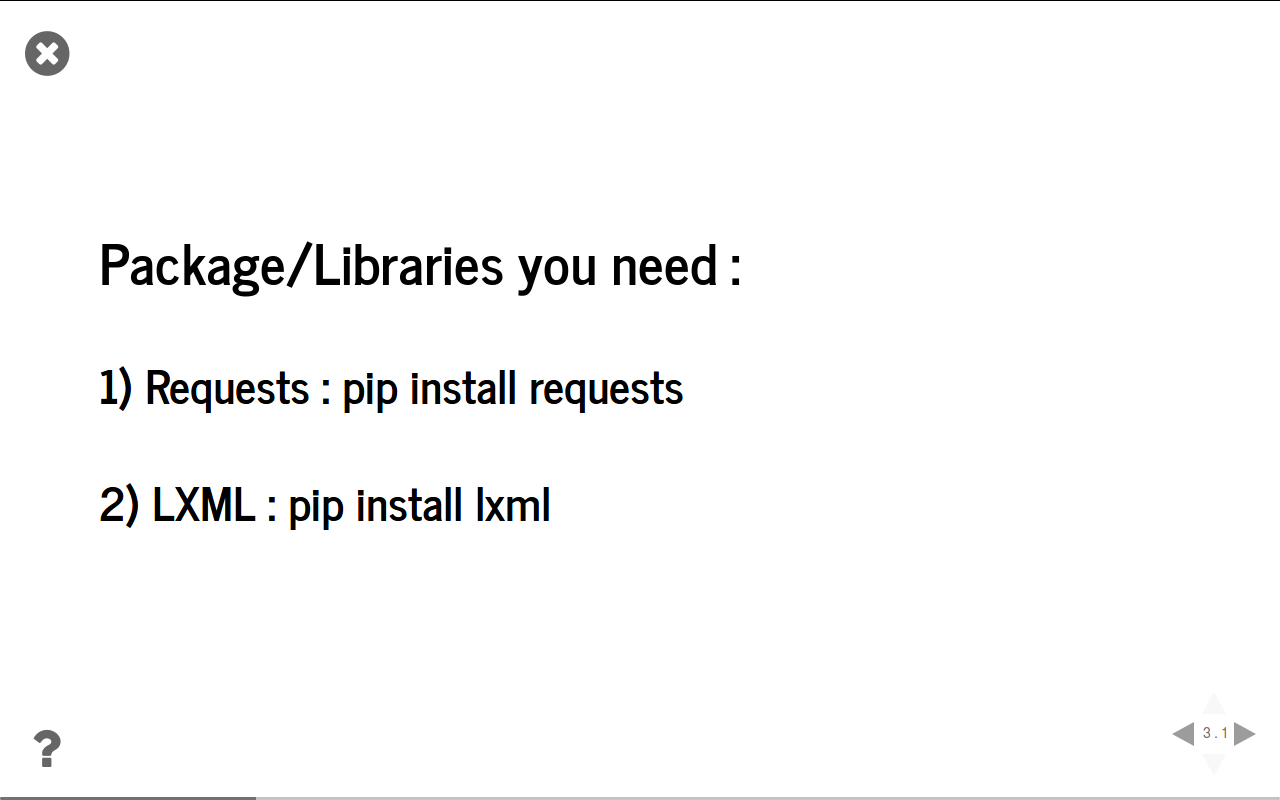 Package/Libraries you need :
1) Requests : pip install requests
2) LXML : pip install lxml
?
3.1